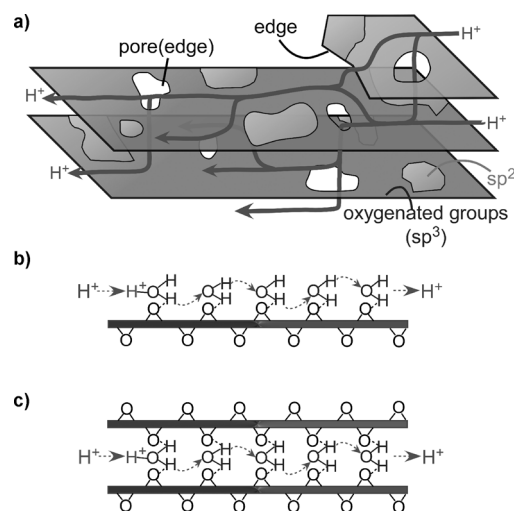 a)
edge
H⁺
pore(edge)
H⁺
H⁺
H⁺
sp²
oxygenated groups
(sp³)
b)
H H H H H
H⁺ H⁺ O O O O O H⁺
H H H H H
O O O O O
O O O O O O
c)
O O O O O O
O O O O O
H H H H H
H⁺ H⁺ O O O O O H⁺
H H H H H
O O O O O
O O O O O O